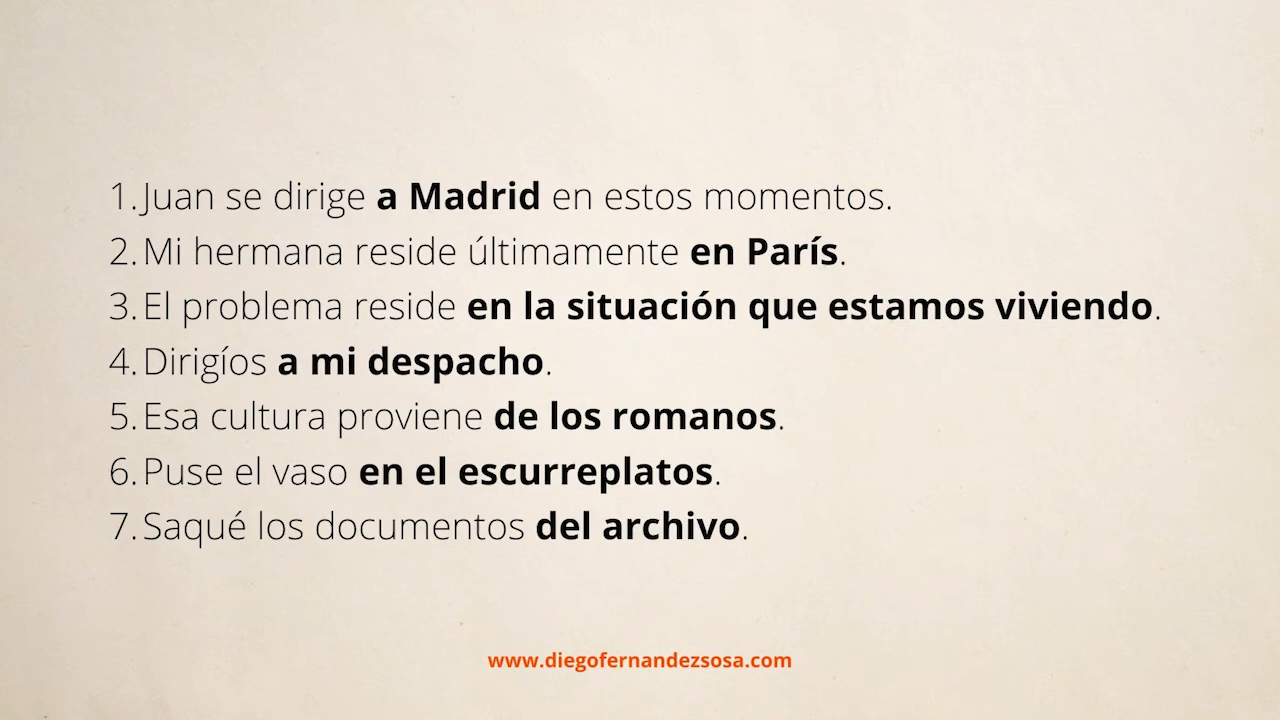 1. Juan se dirige a Madrid en estos momentos.
2. Mi hermana reside últimamente en París.
3. El problema reside en la situación que estamos viviendo.
4. Dirigíos a mi despacho.
5. Esa cultura proviene de los romanos.
6. Puse el vaso en el escurreplatos.
7. Saqué los documentos del archivo.
www.diegofernandezsosa.com